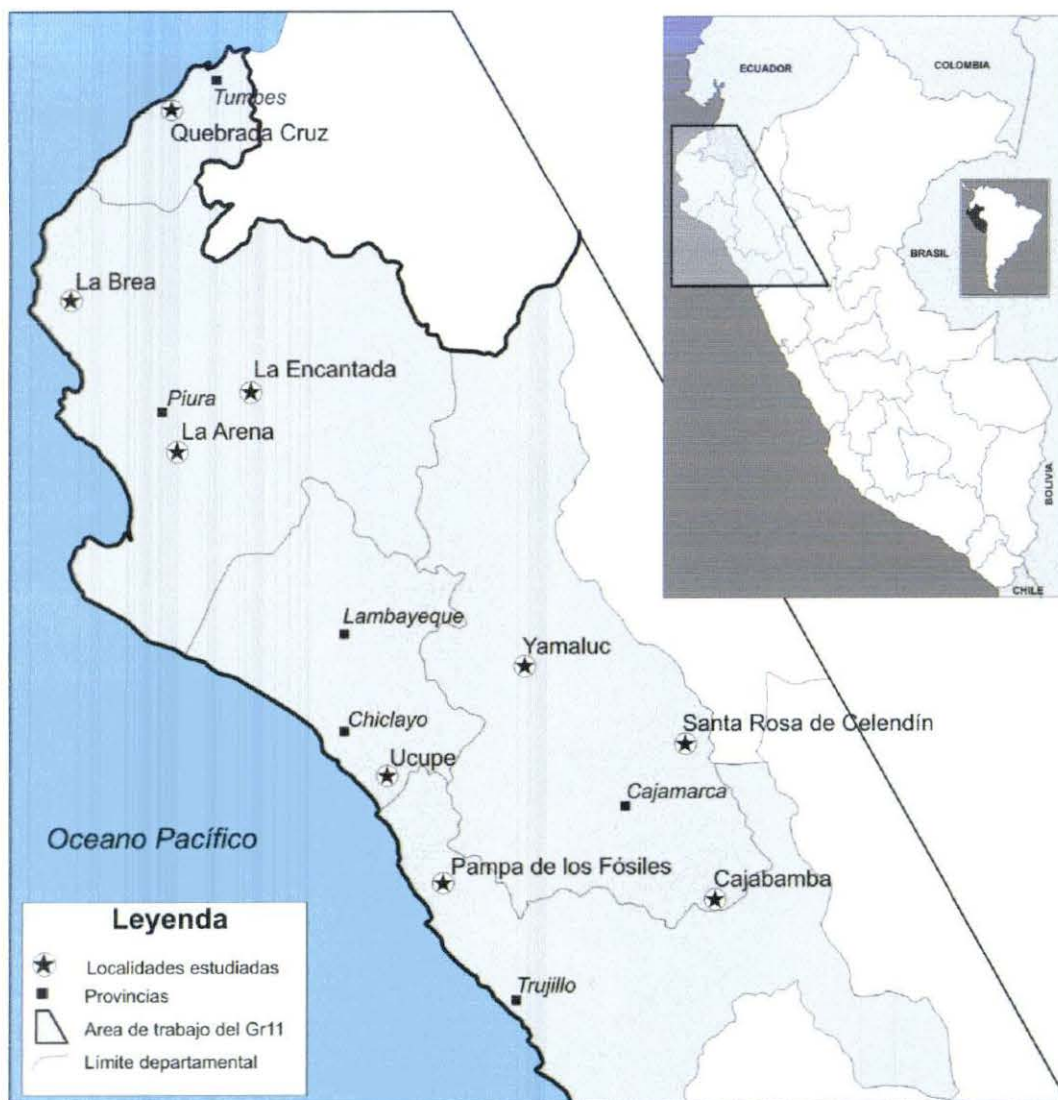 Tumbes
Quebrada Cruz
La Brea
La Encantada
Piura
La Arena
Lambayeque
Yamaluc
Chiclayo
Santa Rosa de Celendín
Ucupe
Cajamarca
Oceano Pacífico
Pampa de los Fósiles
Cajabamba
Trujillo
Leyenda
Localidades estudiadas
Provincias
Area de trabajo del Gr11
Límite departamental
ECUADOR
COLOMBIA
BRASIL
BOLIVIA
CHILE